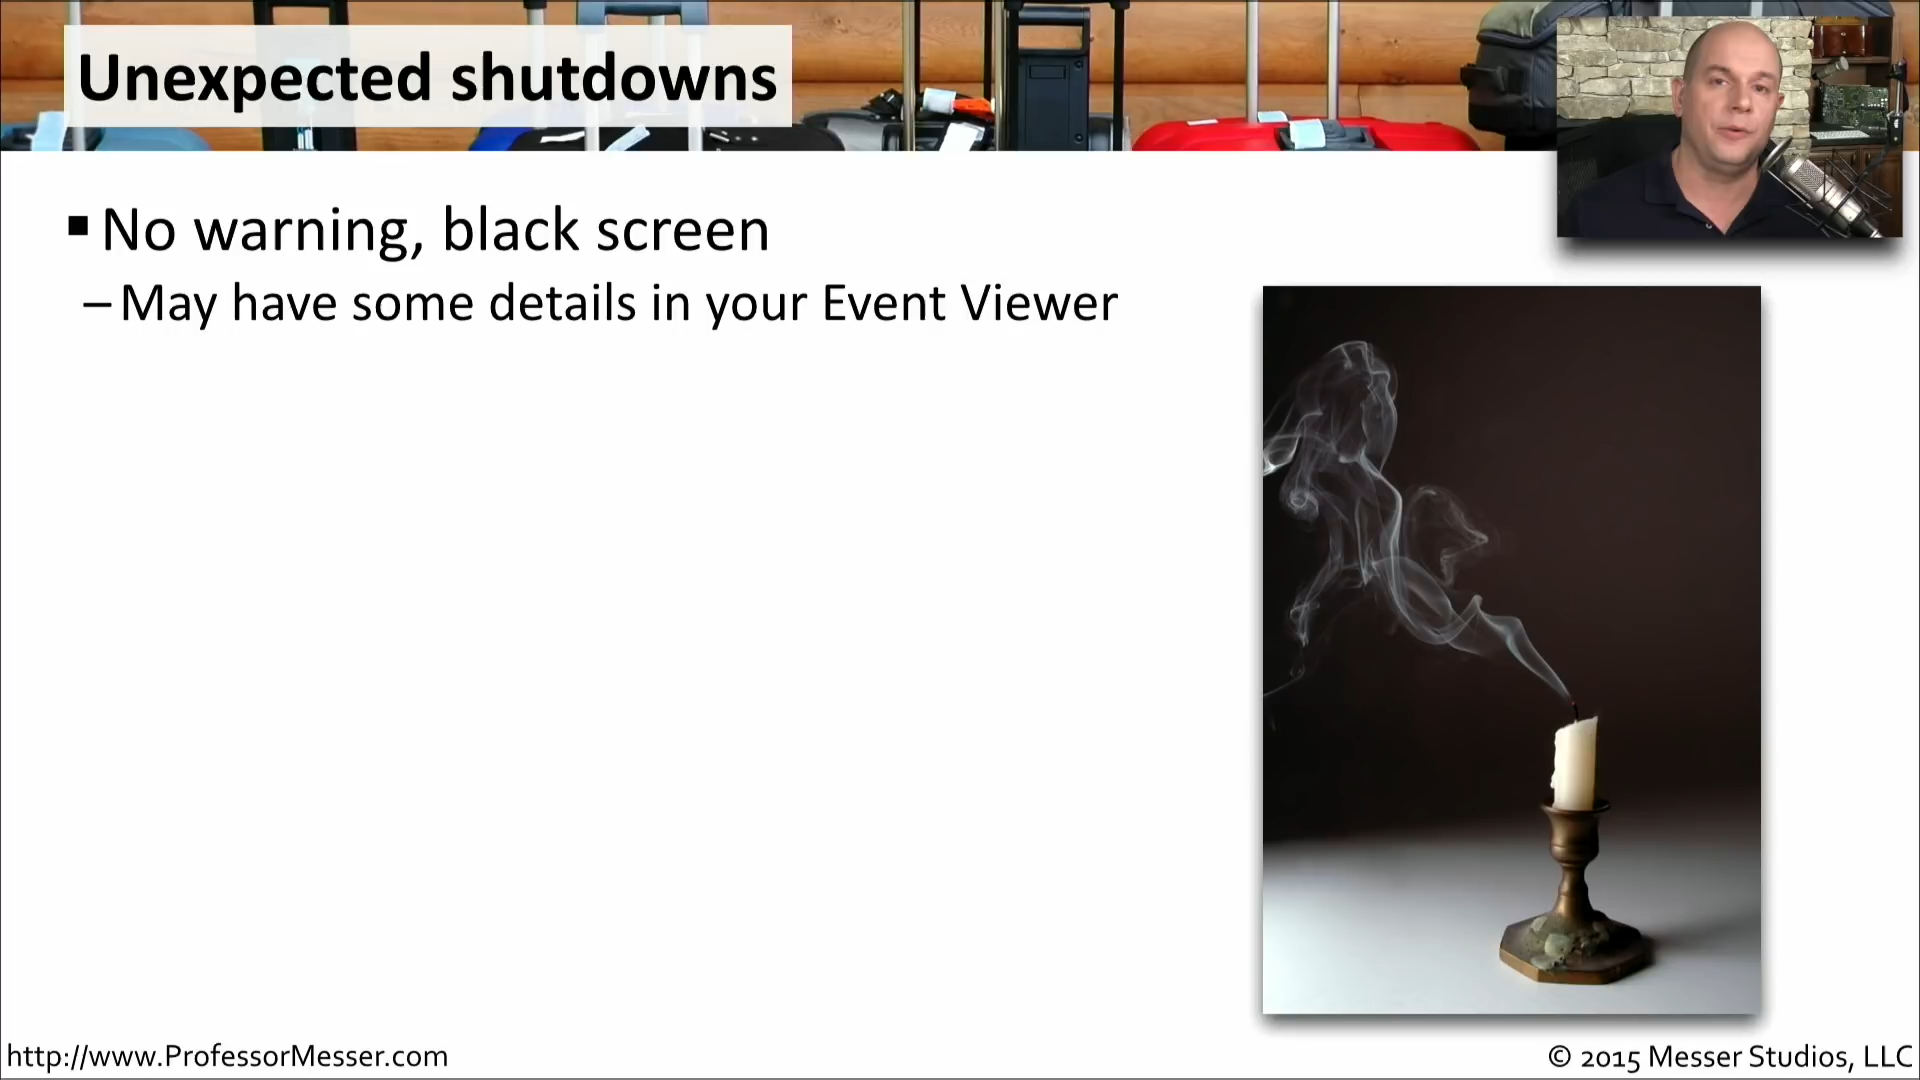 Unexpected shutdowns
▪ No warning, black screen
– May have some details in your Event Viewer
http://www.ProfessorMesser.com
© 2015 Messer Studios, LLC